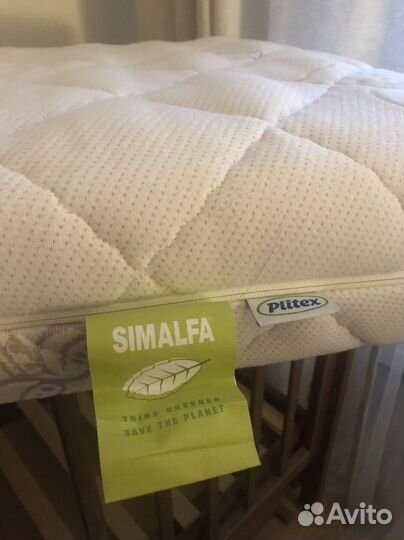 Plitex
SIMALFA®
THINK GREENER
SAVE THE PLANET
Avito